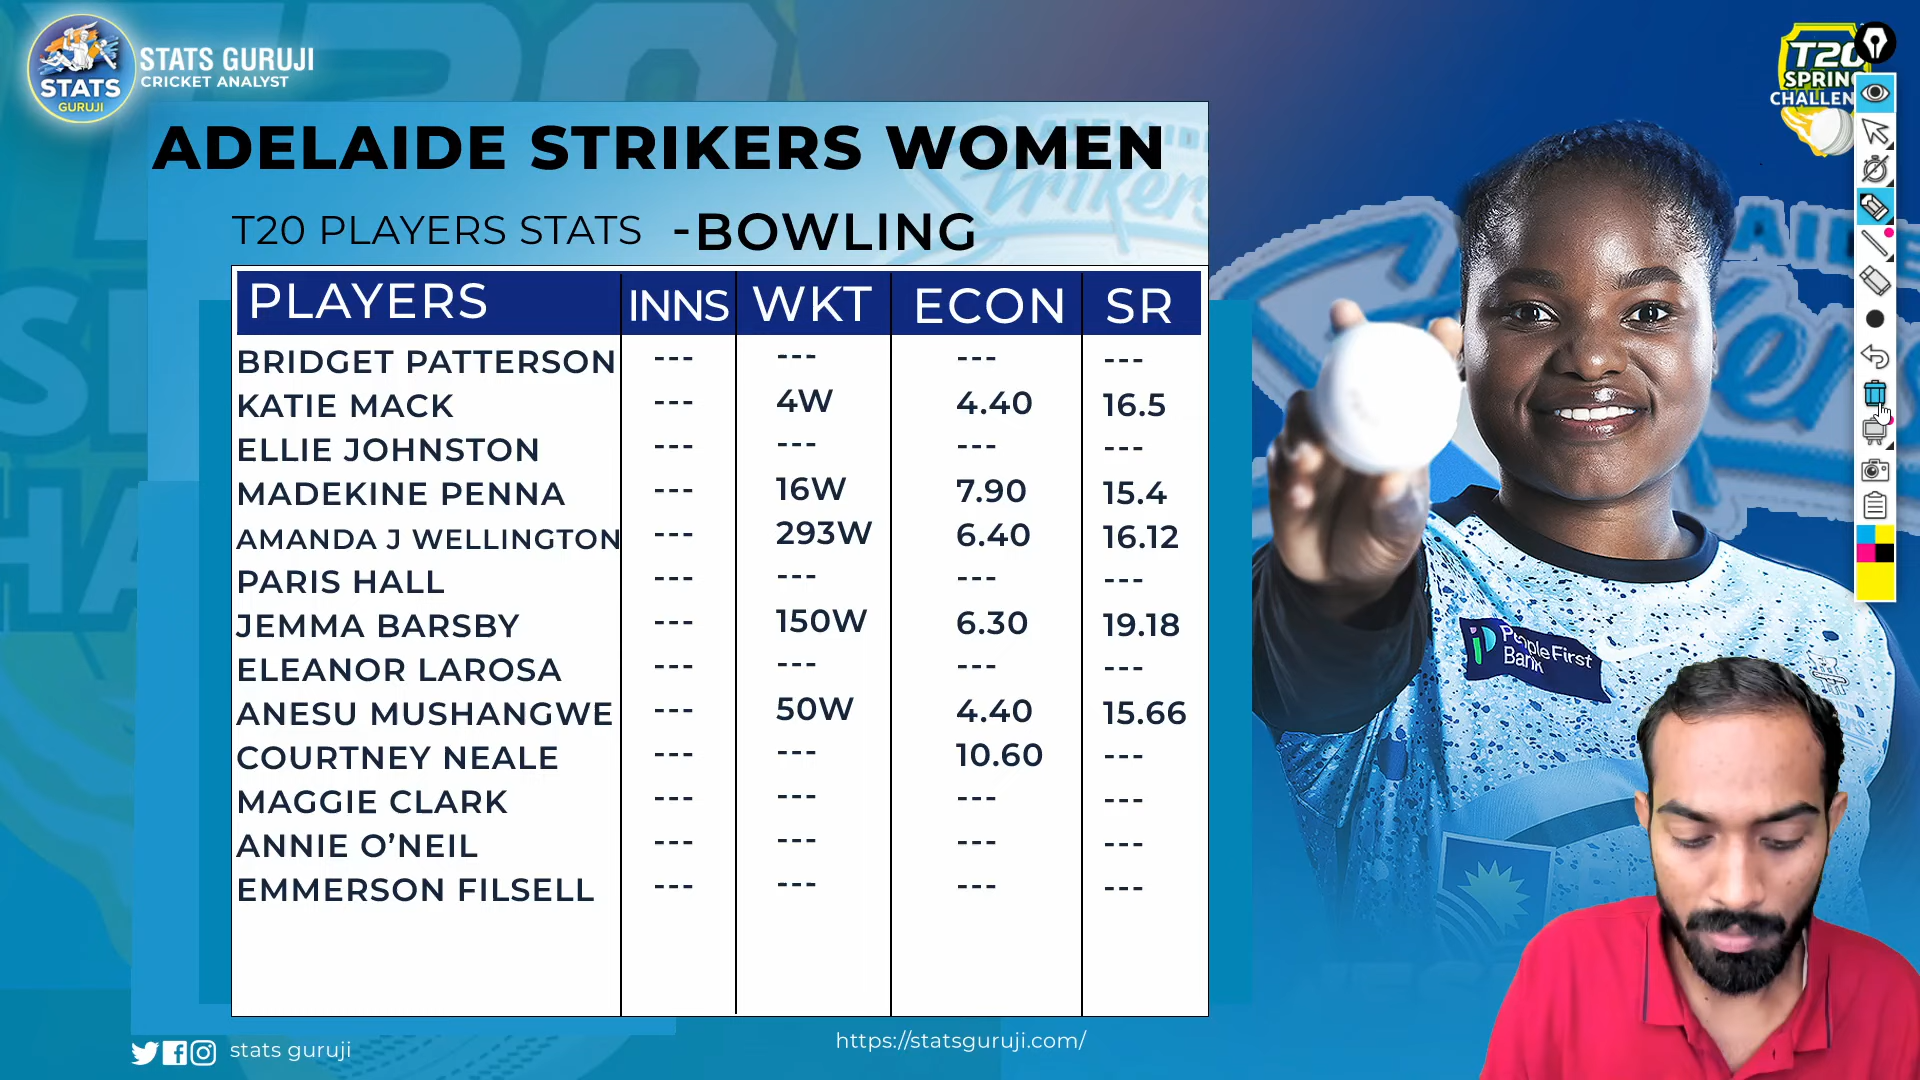 STATS GURUJI
CRICKET ANALYST
STATS
GURUJI
T20
SPRING
ADELAIDE STRIKERS WOMEN
T20 PLAYERS STATS -BOWLING
PLAYERS INNS WKT ECON SR
BRIDGET PATTERSON --- --- --- ---
KATIE MACK --- 4W 4.40 16.5
ELLIE JOHNSTON --- --- --- ---
MADEKINE PENNA --- 16W 7.90 15.4
AMANDA J WELLINGTON --- 293W 6.40 16.12
PARIS HALL --- --- --- ---
JEMMA BARSBY --- 150W 6.30 19.18
ELEANOR LAROSA --- --- --- ---
ANESU MUSHANGWE --- 50W 4.40 15.66
COURTNEY NEALE --- --- 10.60 ---
MAGGIE CLARK --- --- --- ---
ANNIE O’NEIL --- --- --- ---
EMMERSON FILSELL --- --- --- ---
People First
Bank
stats guruji
https://statsguruji.com/